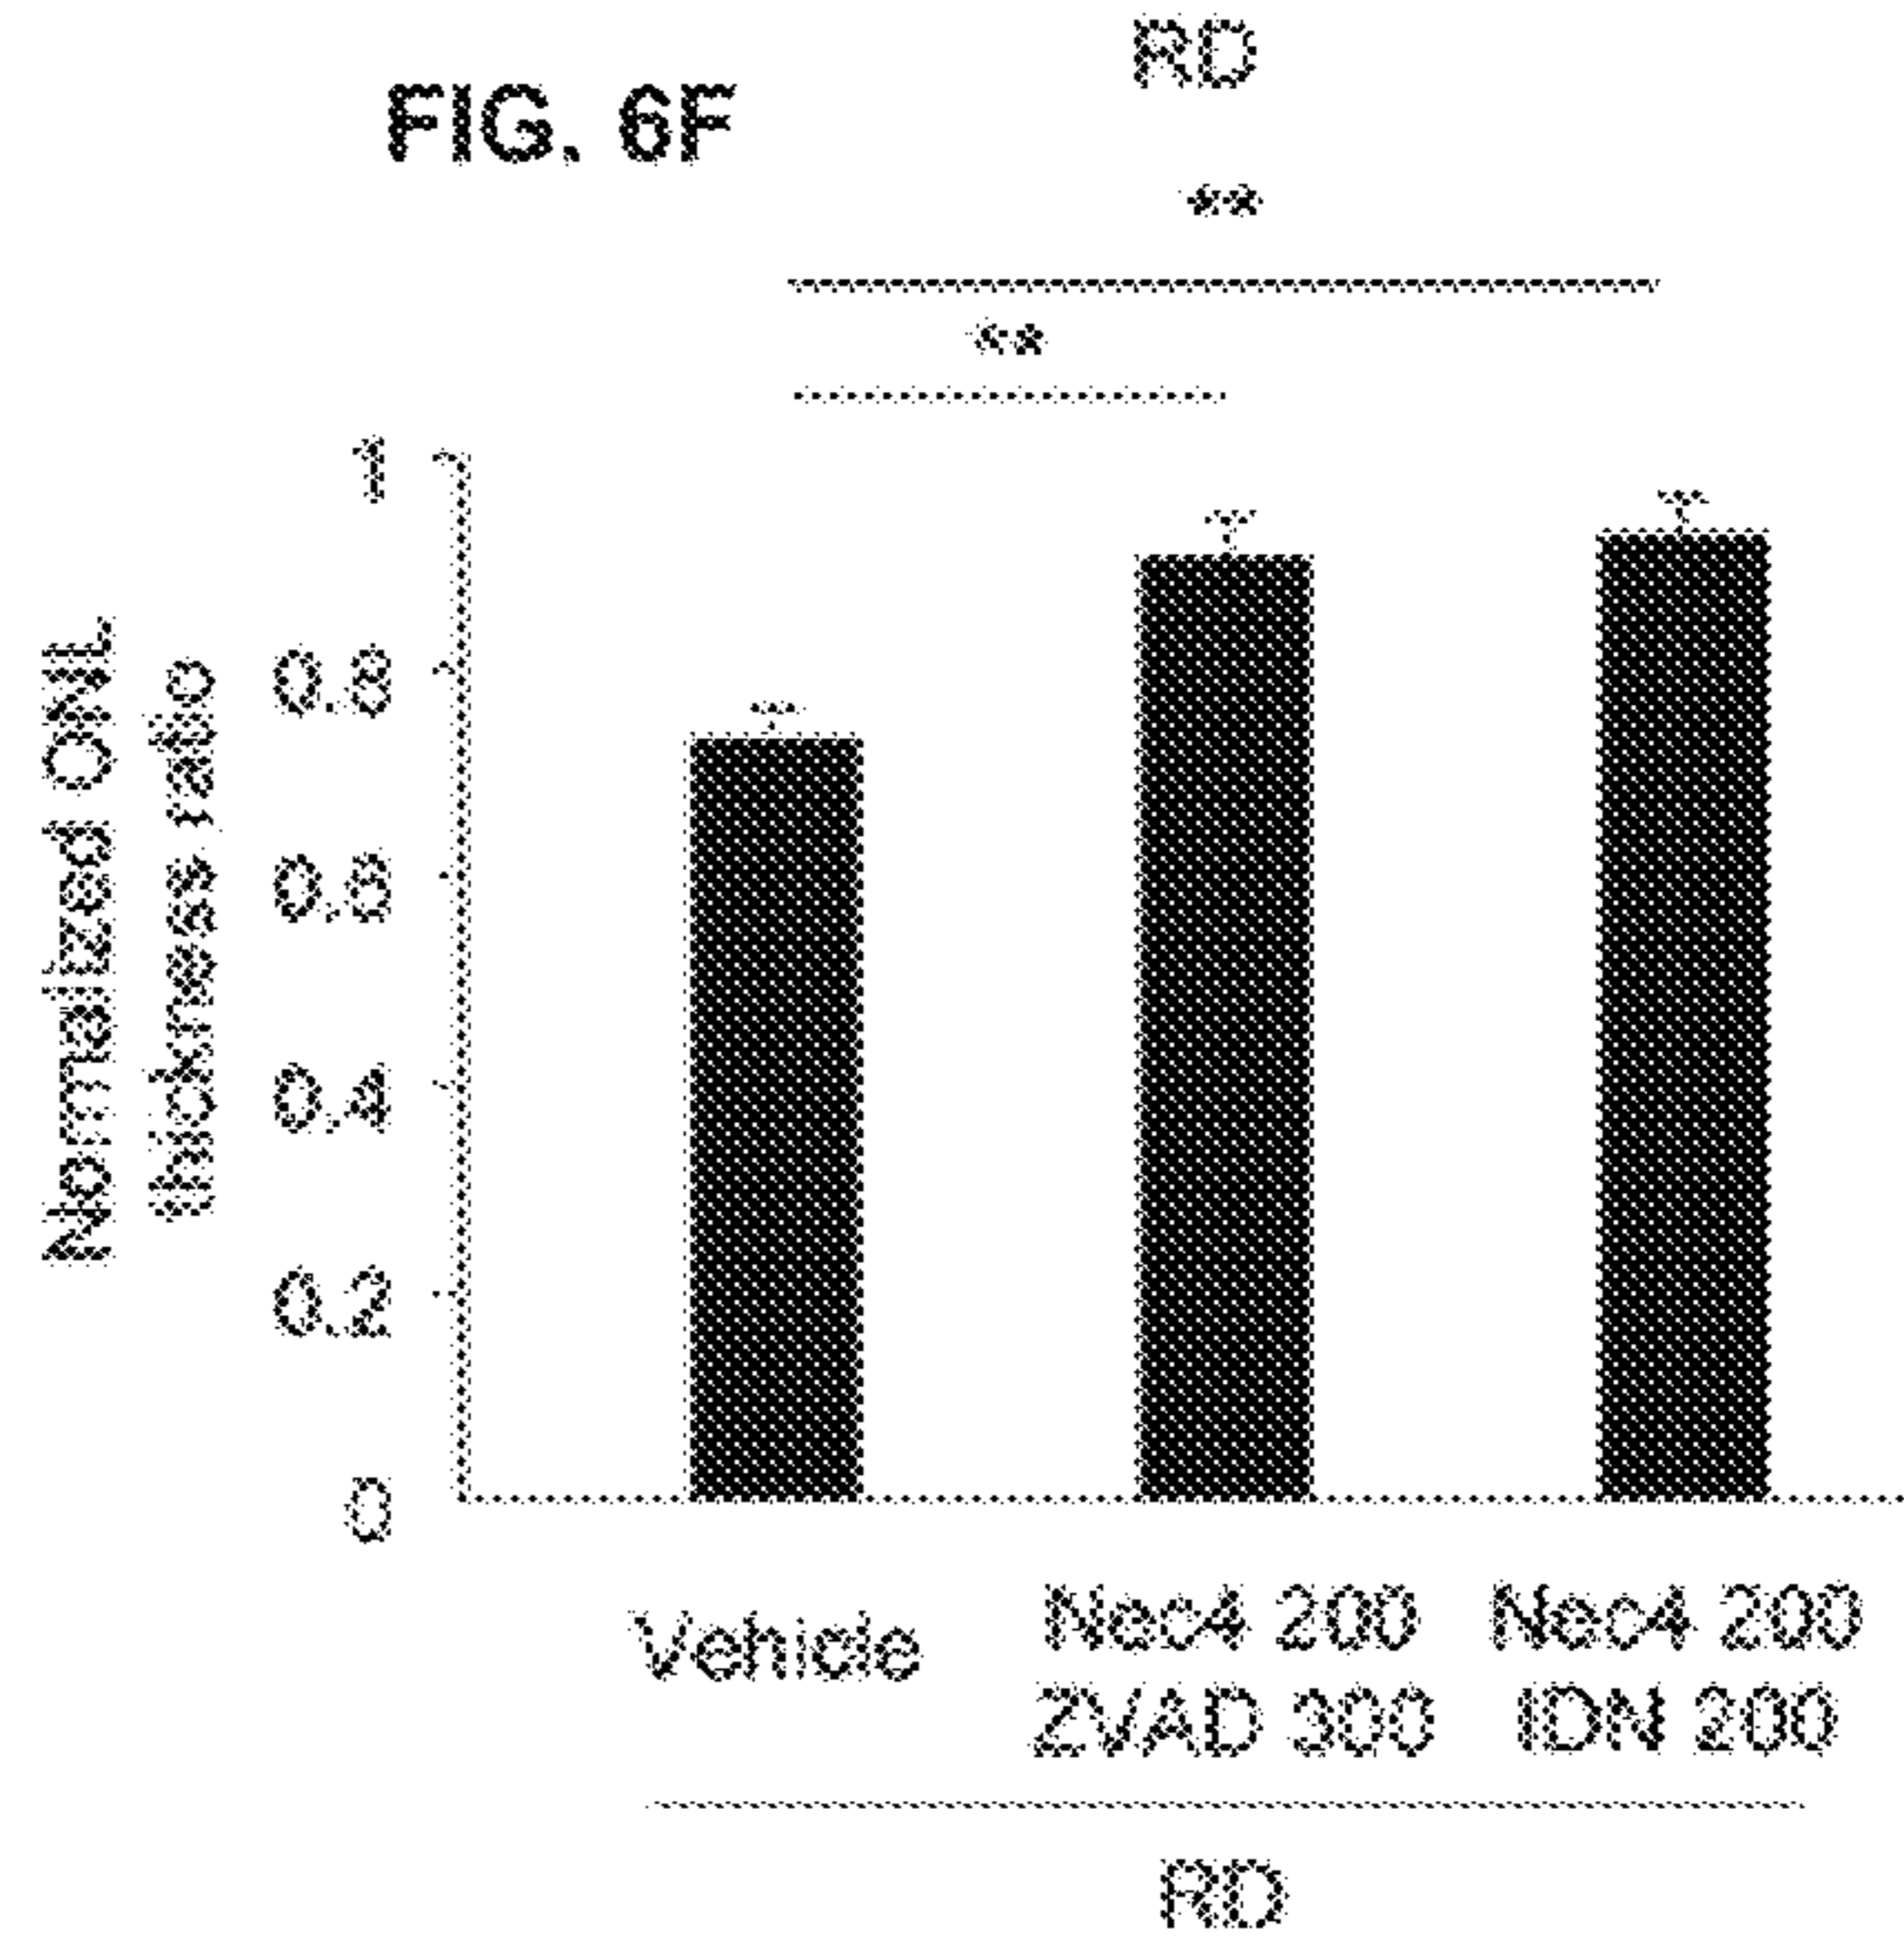 RD
FIG. 6F
**
**
Normalized ONL
thickness ratio
1
0.8
0.6
0.4
0.2
0
Vehicle
Nec4 200
ZVAD 300
Nec4 200
IDN 200
RD